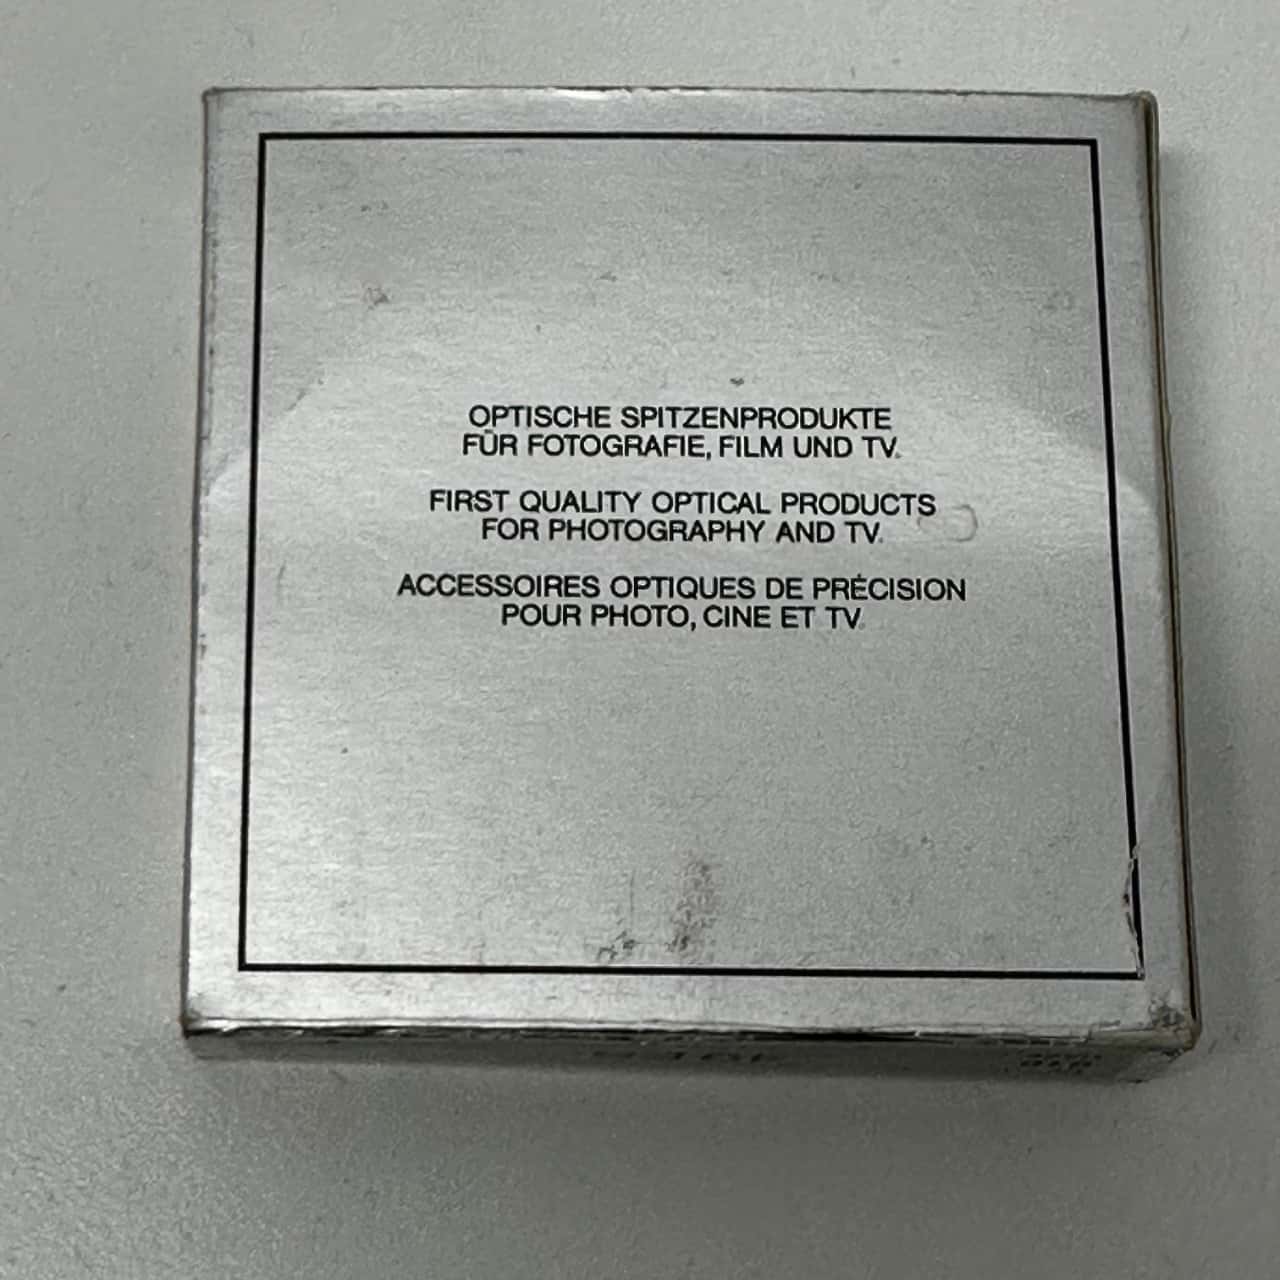 OPTISCHE SPITZENPRODUKTE
FÜR FOTOGRAFIE, FILM UND TV.
FIRST QUALITY OPTICAL PRODUCTS
FOR PHOTOGRAPHY AND TV.
ACCESSOIRES OPTIQUES DE PRÉCISION
POUR PHOTO, CINE ET TV.